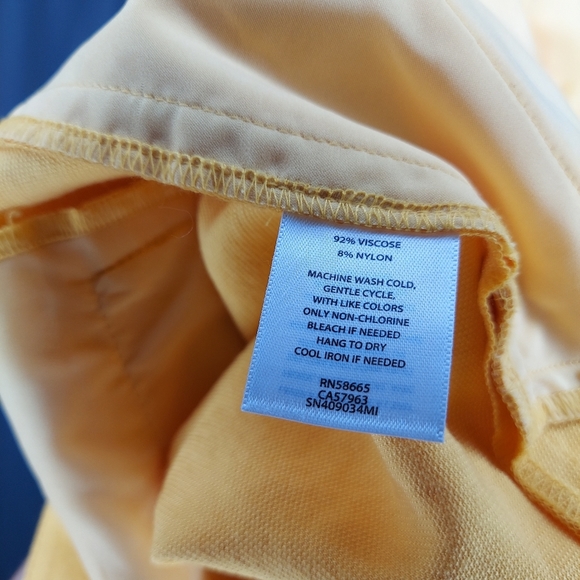 92% VISCOSE
8% NYLON
MACHINE WASH COLD,
GENTLE CYCLE,
WITH LIKE COLORS
ONLY NON-CHLORINE
BLEACH IF NEEDED
HANG TO DRY
COOL IRON IF NEEDED
RN58665
CA57963
SN409034MI